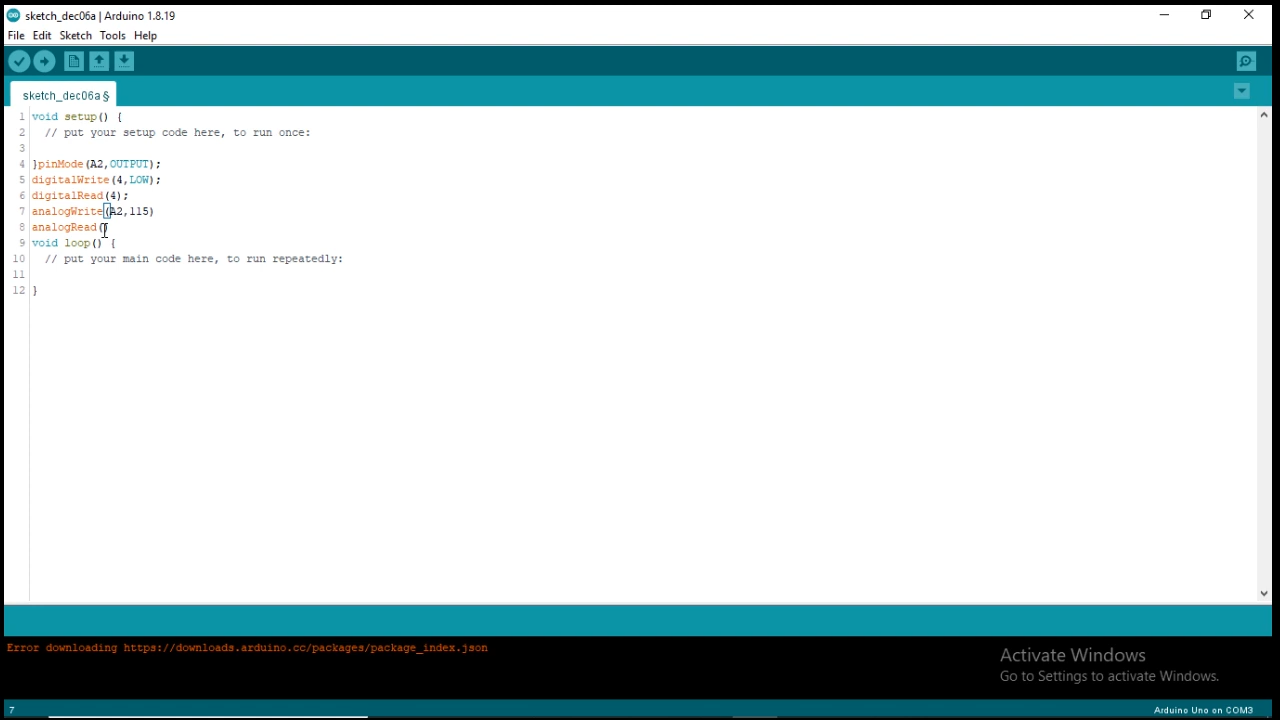 sketch_dec06a | Arduino 1.8.19
File Edit Sketch Tools Help
sketch_dec06a §
1 void setup() {
2 // put your setup code here, to run once:
3
4 }pinMode(A2,OUTPUT);
5 digitalWrite(4,LOW);
6 digitalRead(4);
7 analogWrite(A2,115)
8 analogRead()
9 void loop() {
10 // put your main code here, to run repeatedly:
11
12 }
Error downloading https://downloads.arduino.cc/packages/package_index.json
Activate Windows
Go to Settings to activate Windows.
7
Arduino Uno on COM3